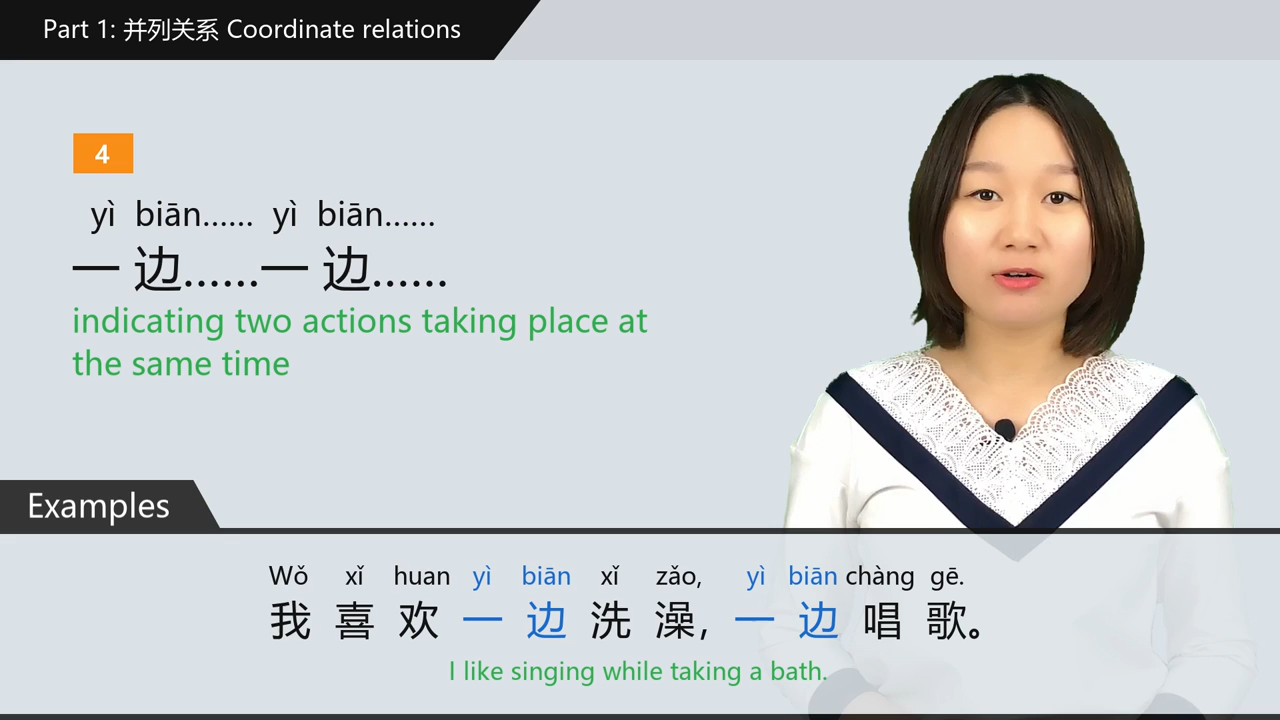 Part 1: 并列关系 Coordinate relations
4
yì biān…… yì biān……
一 边……一 边……
indicating two actions taking place at
the same time
Examples
Wǒ xǐ huan yì biān xǐ zǎo, yì biān chàng gē.
我 喜 欢 一 边 洗 澡, 一 边 唱 歌。
I like singing while taking a bath.